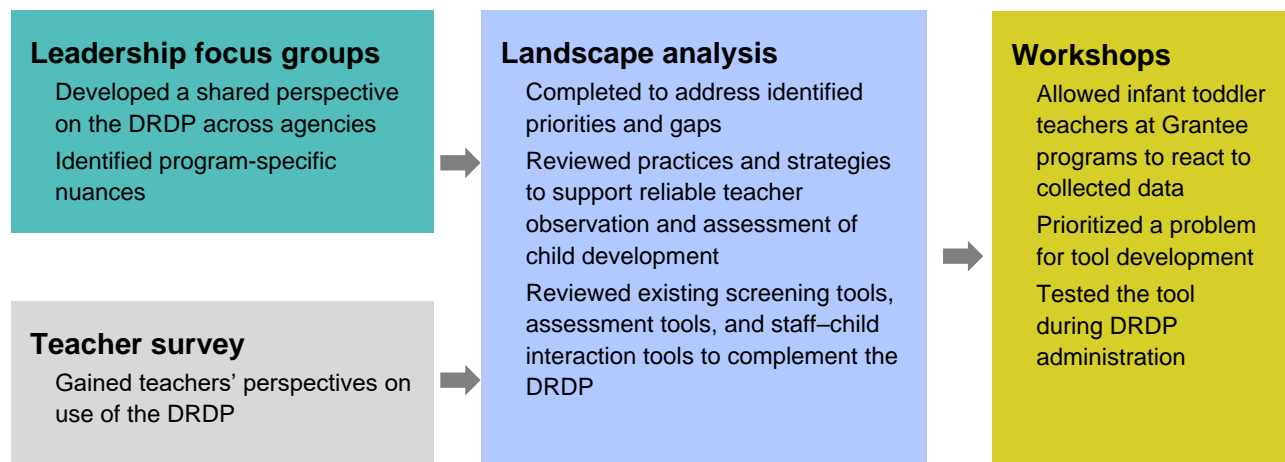 Leadership focus groups
Developed a shared perspective
on the DRDP across agencies
Identified program-specific
nuances
Teacher survey
Gained teachers’ perspectives on
use of the DRDP
Landscape analysis
Completed to address identified
priorities and gaps
Reviewed practices and strategies
to support reliable teacher
observation and assessment of
child development
Reviewed existing screening tools,
assessment tools, and staff–child
interaction tools to complement the
DRDP
Workshops
Allowed infant toddler
teachers at Grantee
programs to react to
collected data
Prioritized a problem
for tool development
Tested the tool
during DRDP
administration